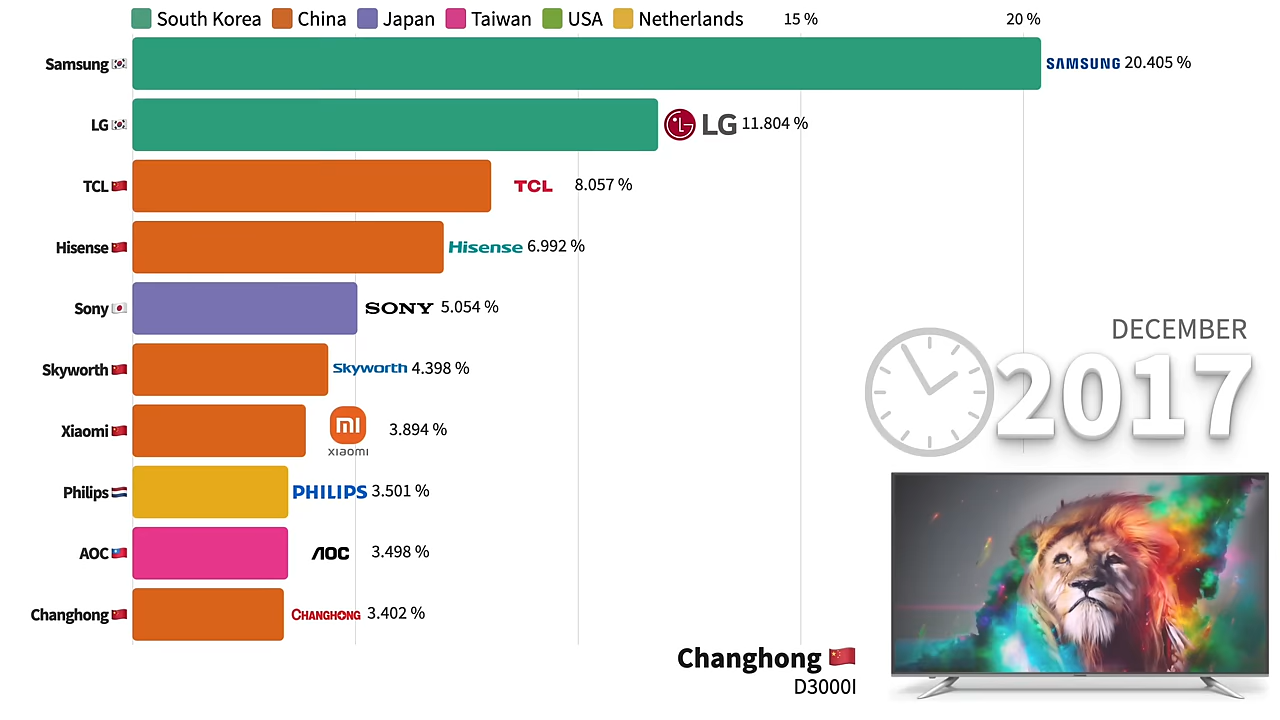 South Korea China Japan Taiwan USA Netherlands 15 % 20 %
Samsung SAMSUNG 20.405 %
LG LG 11.804 %
TCL TCL 8.057 %
Hisense Hisense 6.992 %
Sony SONY 5.054 %
Skyworth Skyworth 4.398 %
Xiaomi mi xiaomi 3.894 %
Philips PHILIPS 3.501 %
AOC AOC 3.498 %
Changhong CHANGHONG 3.402 %
DECEMBER
2017
Changhong
D3000I